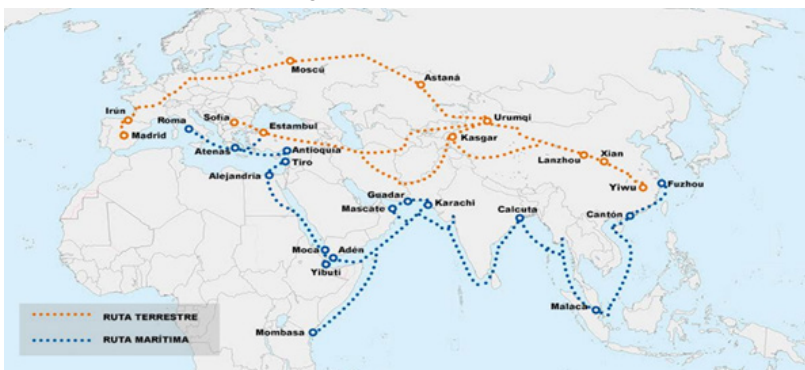 Moscú
Astaná
Irún
Roma
Sofía
Estambul
Urumqi
Madrid
Kasgar
Atenas
Antioquía
Lanzhou
Xian
Tiro
Alejandría
Yiwu
Fuzhou
Guadar
Karachi
Mascate
Calcuta
Cantón
Moca
Adén
Yibuti
Malaca
Mombasa
RUTA TERRESTRE
RUTA MARÍTIMA